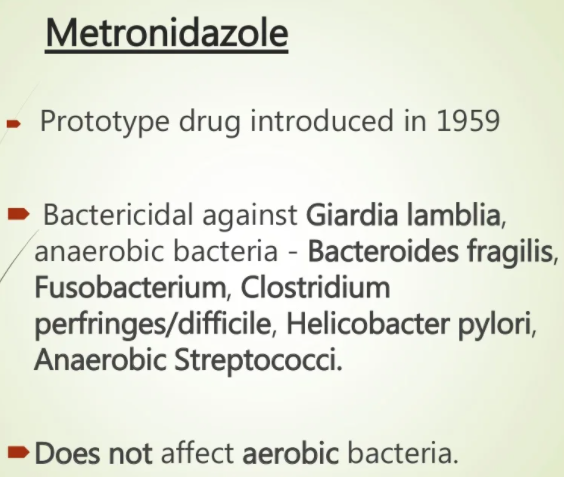 Metronidazole
Prototype drug introduced in 1959
Bactericidal against Giardia lamblia,
anaerobic bacteria - Bacteroides fragilis,
Fusobacterium, Clostridium
perfringes/difficile, Helicobacter pylori,
Anaerobic Streptococci.
Does not affect aerobic bacteria.